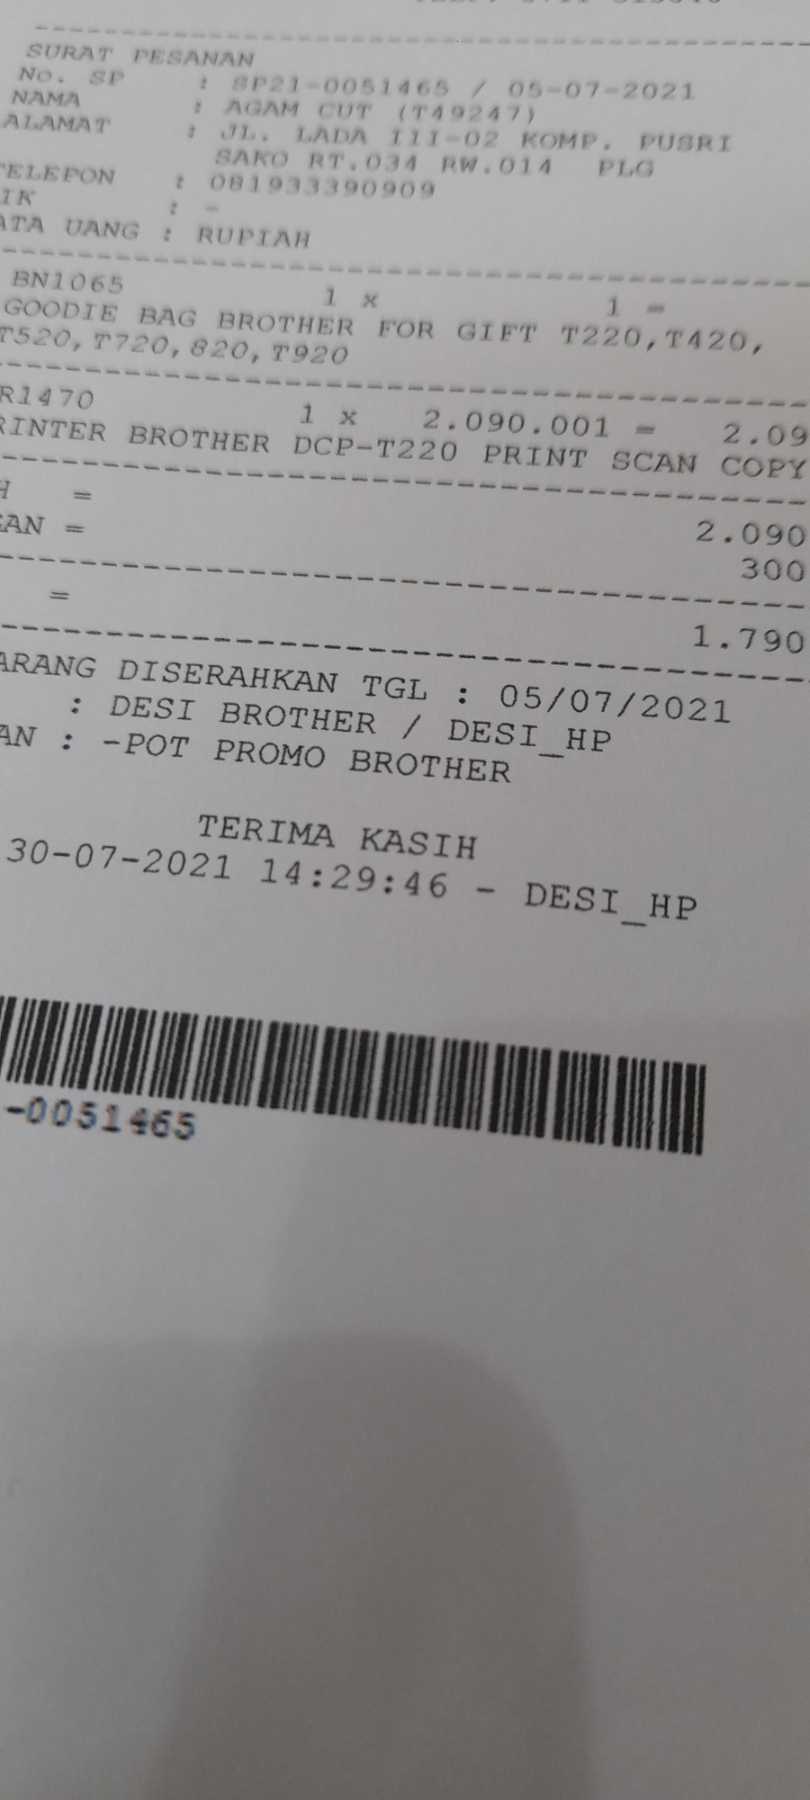 SURAT PESANAN
No. SP : SP21-0051465 / 05-07-2021
NAMA : AGAM CUT (T49247)
ALAMAT : JL. LADA III-02 KOMP. PUSRI
SAKO RT.034 RW.014 PLG
TELEPON : 081933390909
IK : -
ATA UANG : RUPIAH
BN1065 1 x 1 =
GOODIE BAG BROTHER FOR GIFT T220,T420,
T520,T720,820,T920
R1470 1 x 2.090.001 = 2.09
RINTER BROTHER DCP-T220 PRINT SCAN COPY
H = 2.090
AN = 300
= 1.790
ARANG DISERAHKAN TGL : 05/07/2021
: DESI BROTHER / DESI_HP
AN : -POT PROMO BROTHER
TERIMA KASIH
30-07-2021 14:29:46 - DESI_HP
-0051465